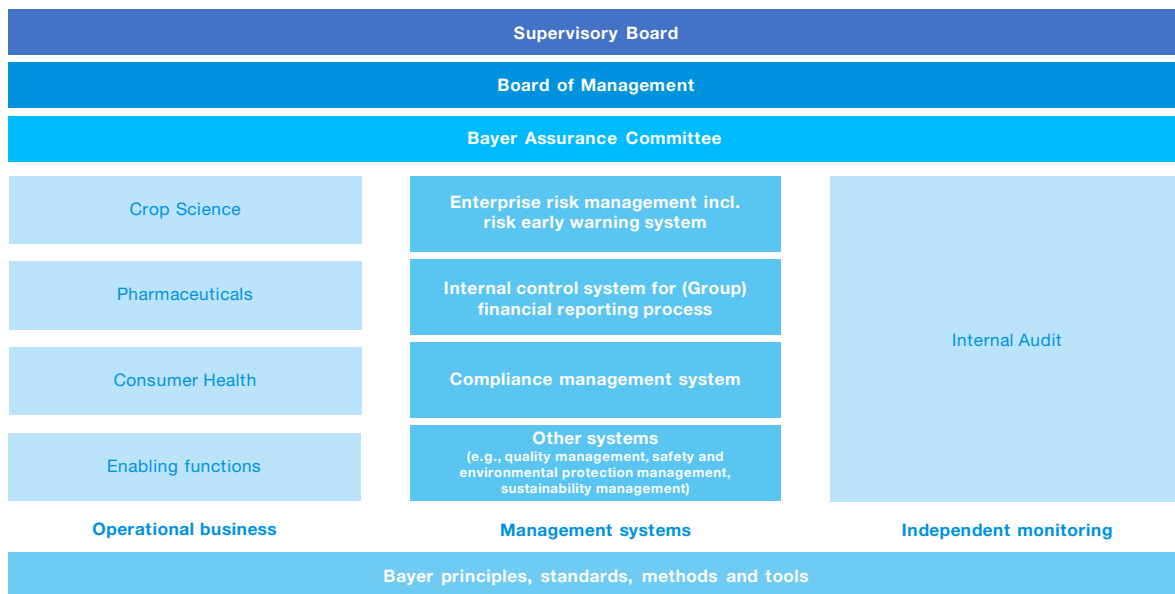 Supervisory Board
Board of Management
Bayer Assurance Committee
Crop Science
Pharmaceuticals
Consumer Health
Enabling functions
Operational business
Enterprise risk management incl.
risk early warning system
Internal control system for (Group)
financial reporting process
Compliance management system
Other systems
(e.g., quality management, safety and
environmental protection management,
sustainability management)
Management systems
Internal Audit
Independent monitoring
Bayer principles, standards, methods and tools